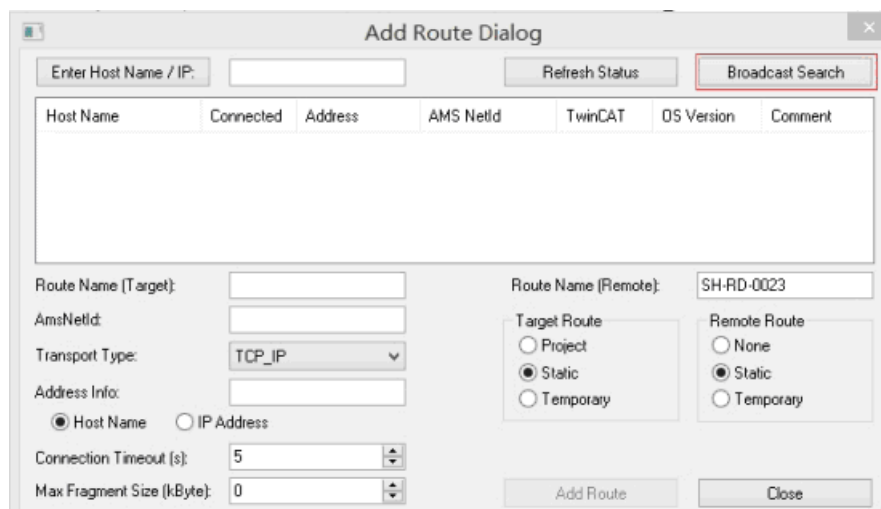 Add Route Dialog
Enter Host Name / IP: Refresh Status Broadcast Search
Host Name Connected Address AMS NetId TwinCAT OS Version Comment
Route Name (Target): Route Name (Remote): SH-RD-0023
AmsNetId: Target Route Remote Route
Transport Type: TCP_IP Project None
Static Static
Address Info: Temporary Temporary
Host Name IP Address
Connection Timeout (s): 5
Max Fragment Size (kByte): 0 Add Route Close